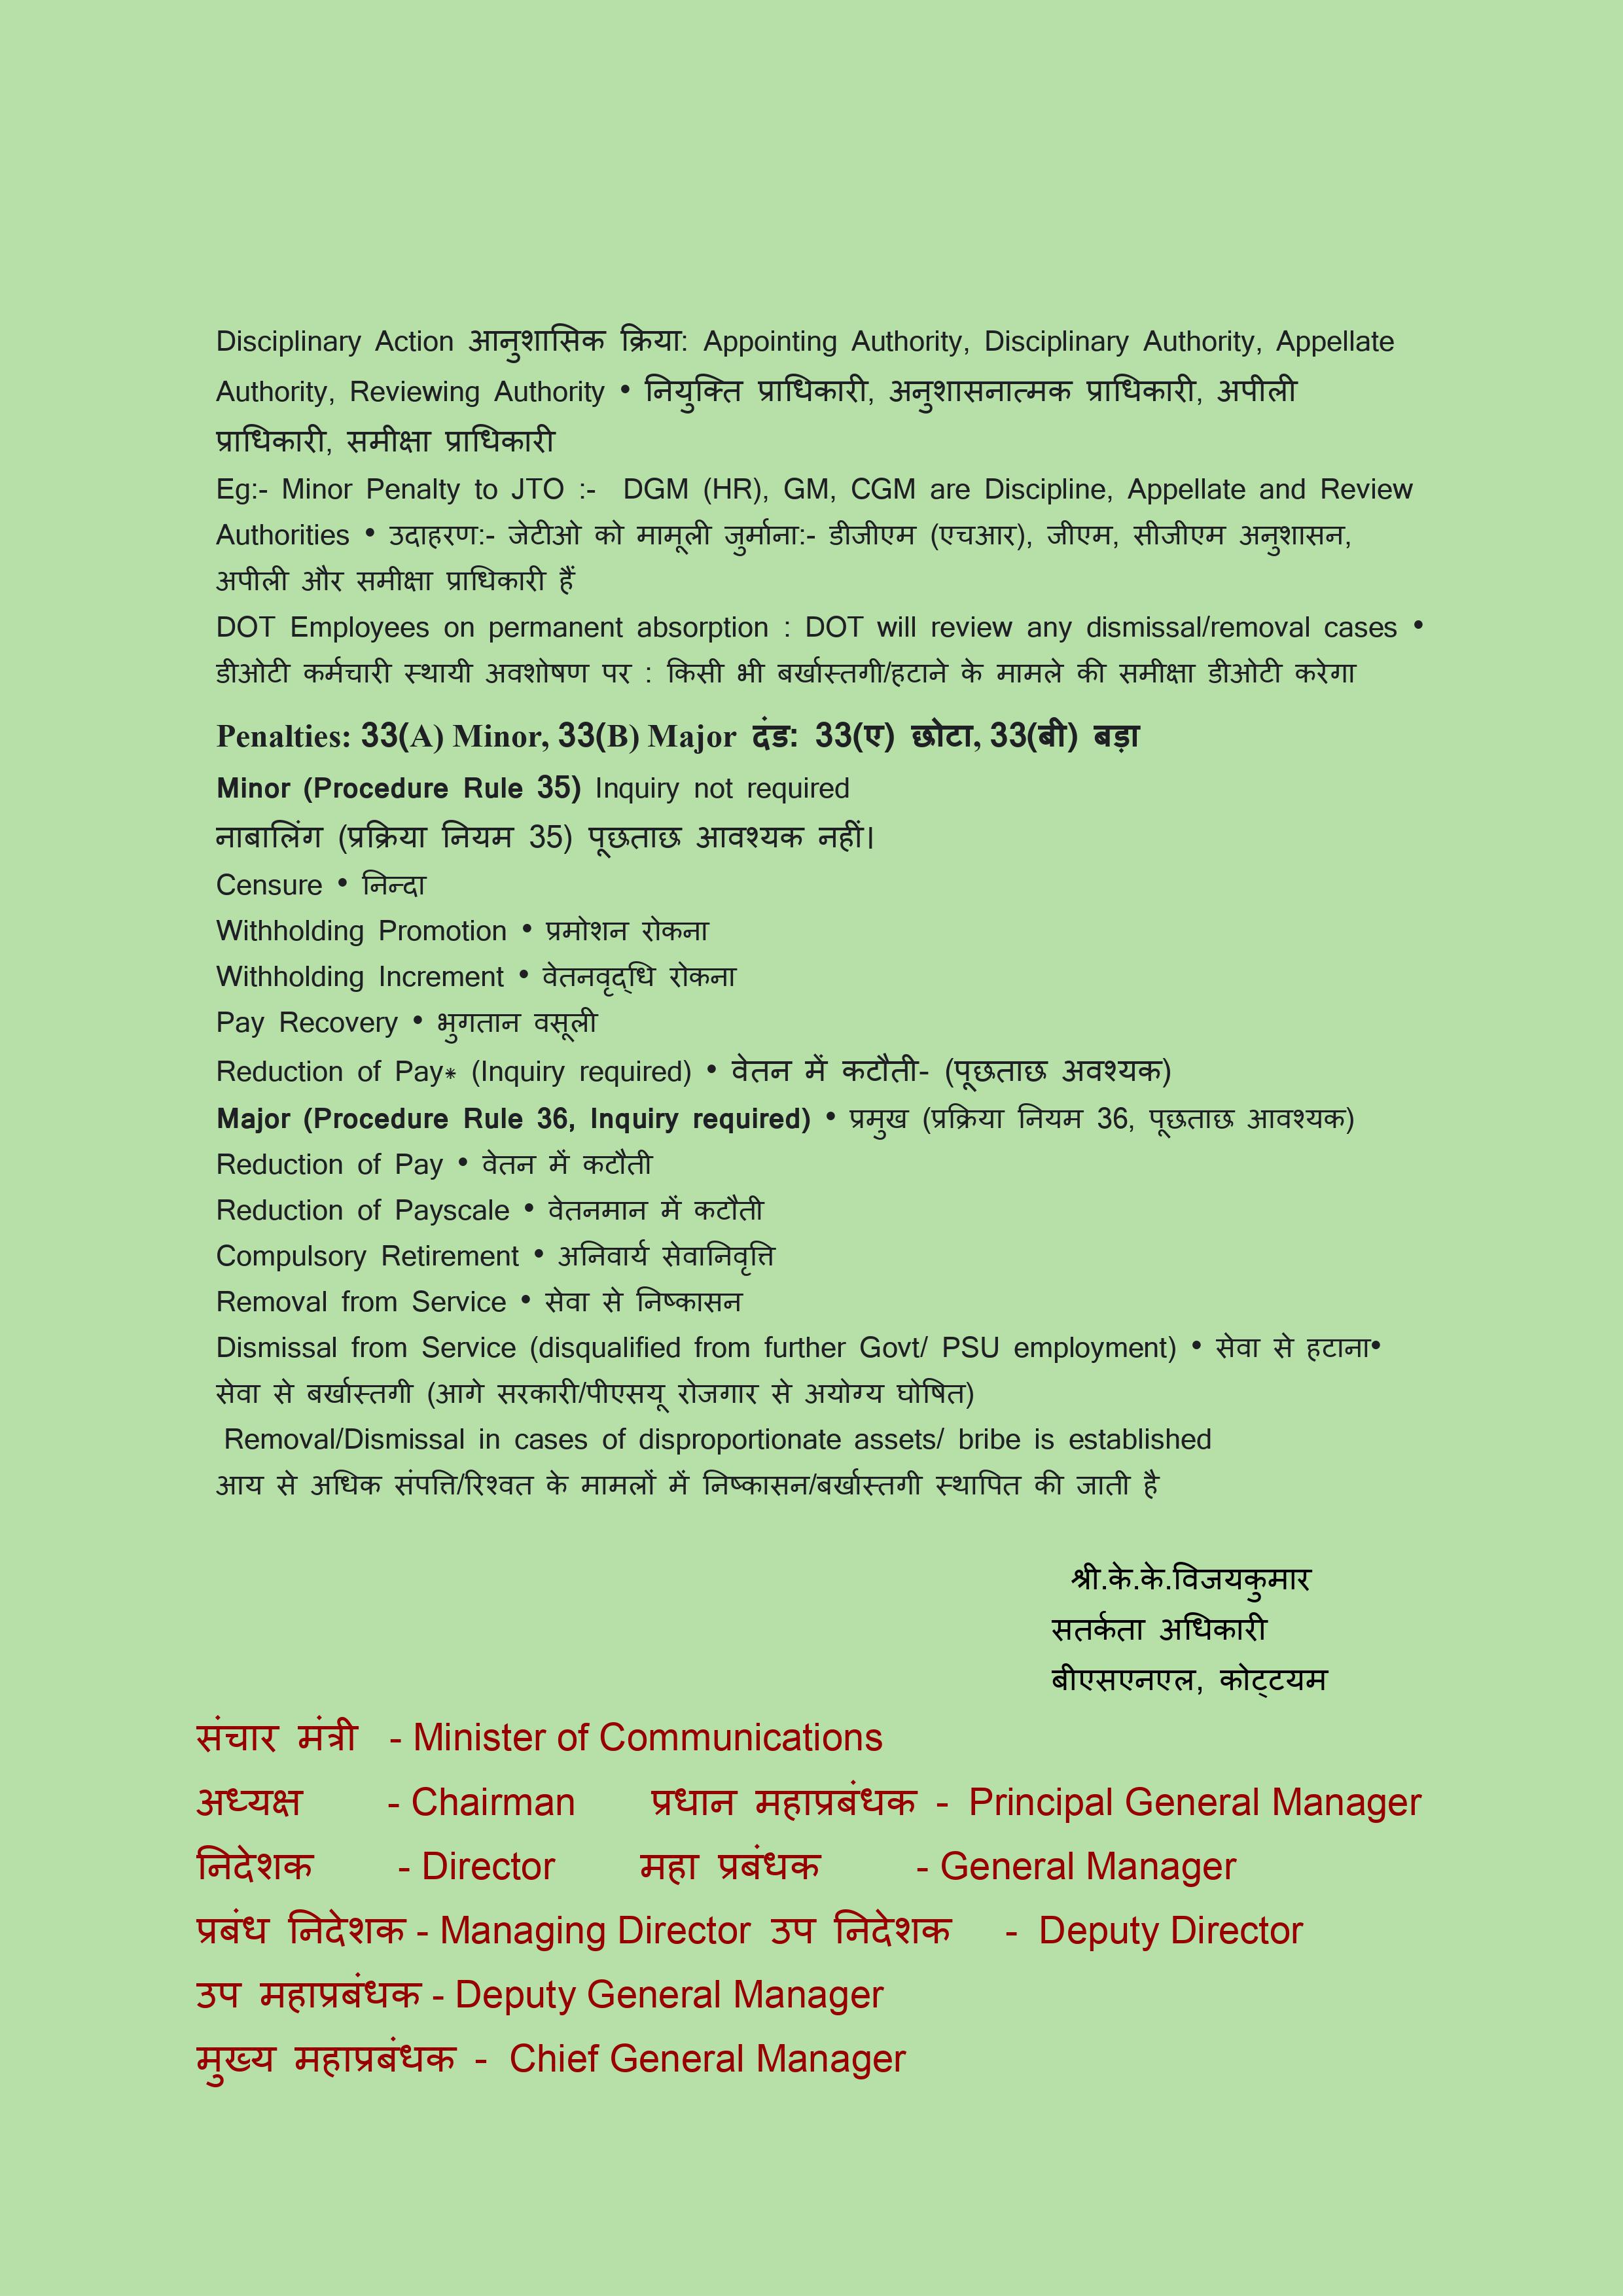 Disciplinary Action आनुशासिक क्रिया: Appointing Authority, Disciplinary Authority, Appellate
Authority, Reviewing Authority • नियुक्ति प्राधिकारी, अनुशासनात्मक प्राधिकारी, अपीली
प्राधिकारी, समीक्षा प्राधिकारी
Eg:- Minor Penalty to JTO :- DGM (HR), GM, CGM are Discipline, Appellate and Review
Authorities • उदाहरण:- जेटीओ को मामूली जुर्माना:- डीजीएम (एचआर), जीएम, सीजीएम अनुशासन,
अपीली और समीक्षा प्राधिकारी हैं
DOT Employees on permanent absorption : DOT will review any dismissal/removal cases •
डीओटी कर्मचारी स्थायी अवशोषण पर : किसी भी बर्खास्तगी/हटाने के मामले की समीक्षा डीओटी करेगा
Penalties: 33(A) Minor, 33(B) Major दंड: 33(ए) छोटा, 33(बी) बड़ा
Minor (Procedure Rule 35) Inquiry not required
नाबालिंग (प्रक्रिया नियम 35) पूछताछ आवश्यक नहीं।
Censure • निन्दा
Withholding Promotion • प्रमोशन रोकना
Withholding Increment • वेतनवृद्धि रोकना
Pay Recovery • भुगतान वसूली
Reduction of Pay* (Inquiry required) • वेतन में कटौती- (पूछताछ अवश्यक)
Major (Procedure Rule 36, Inquiry required) • प्रमुख (प्रक्रिया नियम 36, पूछताछ आवश्यक)
Reduction of Pay • वेतन में कटौती
Reduction of Payscale • वेतनमान में कटौती
Compulsory Retirement • अनिवार्य सेवानिवृत्ति
Removal from Service • सेवा से निष्कासन
Dismissal from Service (disqualified from further Govt/ PSU employment) • सेवा से हटाना•
सेवा से बर्खास्तगी (आगे सरकारी/पीएसयू रोजगार से अयोग्य घोषित)
Removal/Dismissal in cases of disproportionate assets/ bribe is established
आय से अधिक संपत्ति/रिश्वत के मामलों में निष्कासन/बर्खास्तगी स्थापित की जाती है
श्री.के.के.विजयकुमार
सतर्कता अधिकारी
बीएसएनएल, कोट्टयम
संचार मंत्री - Minister of Communications
अध्यक्ष - Chairman प्रधान महाप्रबंधक - Principal General Manager
निदेशक - Director महा प्रबंधक - General Manager
प्रबंध निदेशक - Managing Director उप निदेशक - Deputy Director
उप महाप्रबंधक - Deputy General Manager
मुख्य महाप्रबंधक - Chief General Manager